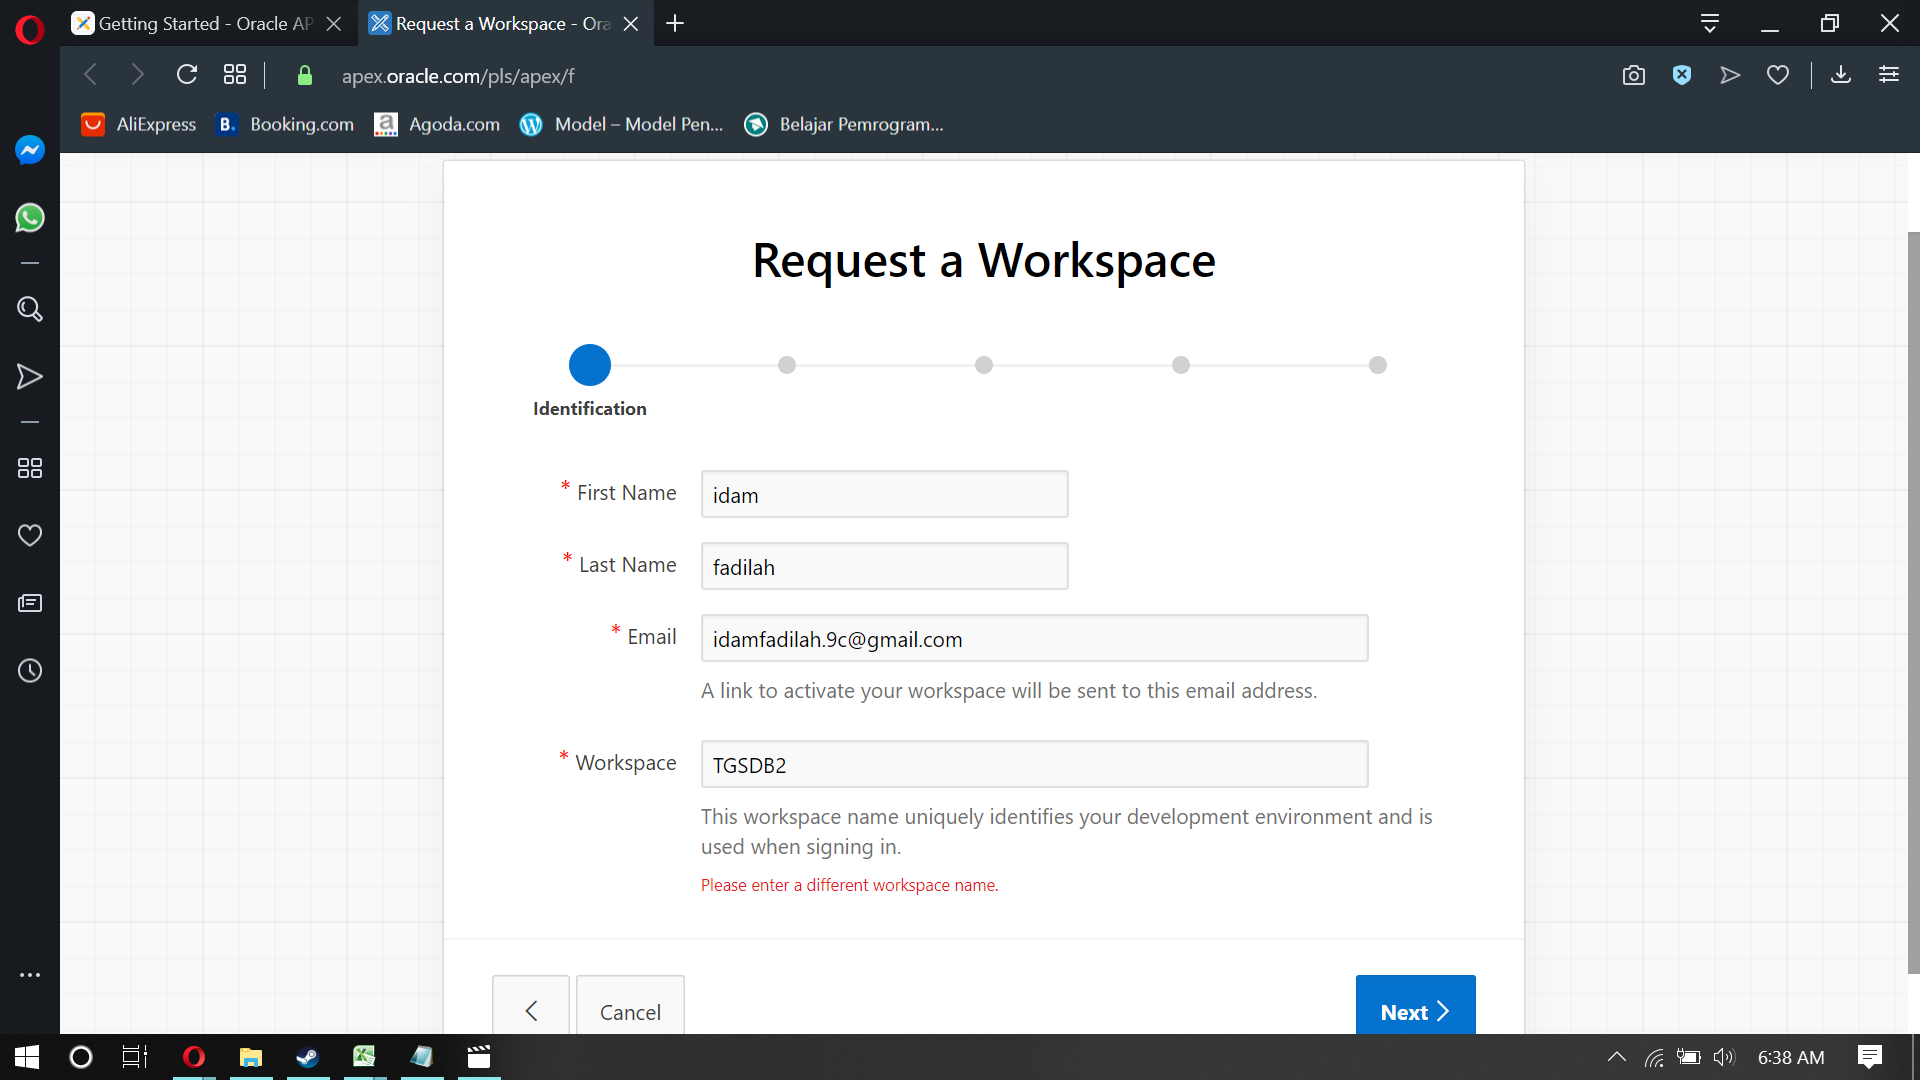 Getting Started - Oracle AP
Request a Workspace - Ora
apex.oracle.com/pls/apex/f
AliExpress
B. Booking.com
a Agoda.com
Model – Model Pen...
Belajar Pemrogram...
Request a Workspace
Identification
* First Name
idam
* Last Name
fadilah
* Email
idamfadilah.9c@gmail.com
A link to activate your workspace will be sent to this email address.
* Workspace
TGSDB2
This workspace name uniquely identifies your development environment and is
used when signing in.
Please enter a different workspace name.
Cancel
Next
6:38 AM